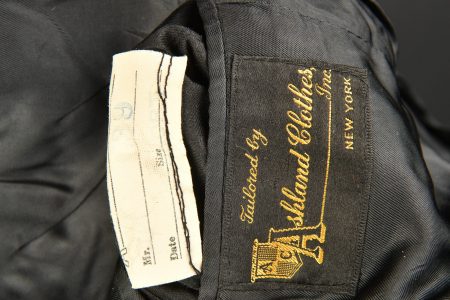 Tailored by
Ashland Clothes,
Inc.
NEW YORK
A C
Mr.
Date
Size